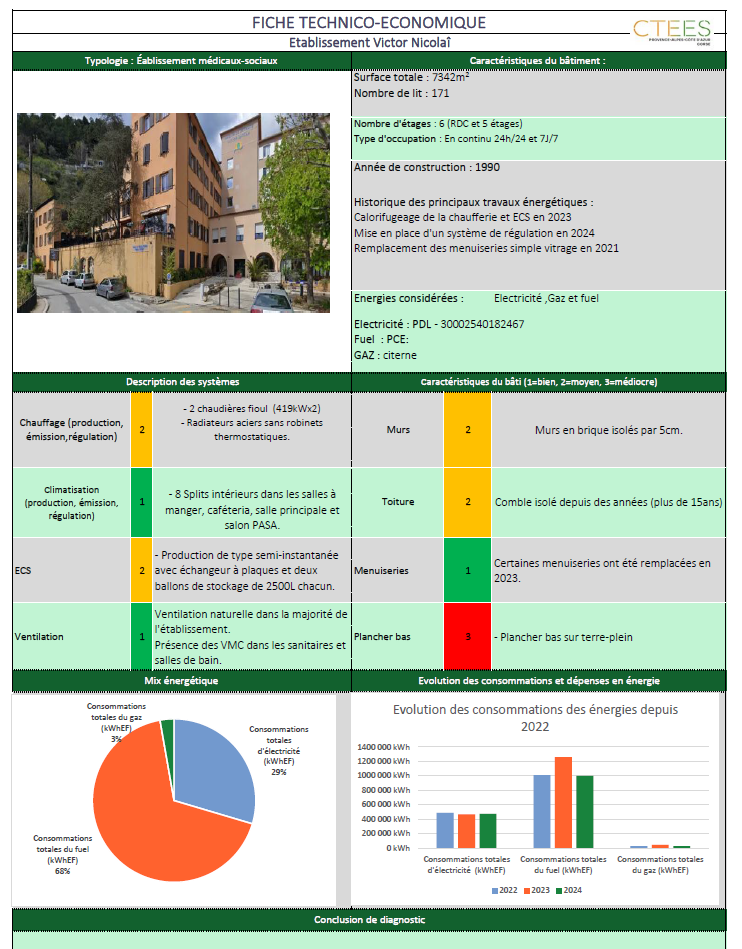 FICHE TECHNICO-ECONOMIQUE
CTEES
PROVENCE-ALPES-CÔTE D'AZUR
CORSE
Etablissement Victor Nicolaï
Typologie : Éablissement médicaux-sociaux
Caractéristiques du bâtiment :
Surface totale : 7342m²
Nombre de lit : 171
Nombre d'étages : 6 (RDC et 5 étages)
Type d'occupation : En continu 24h/24 et 7J/7
Année de construction : 1990
Historique des principaux travaux énergétiques :
Calorifugeage de la chaufferie et ECS en 2023
Mise en place d'un système de régulation en 2024
Remplacement des menuiseries simple vitrage en 2021
Energies considérées : Electricité ,Gaz et fuel
Electricité : PDL - 30002540182467
Fuel : PCE:
GAZ : citerne
Description des systèmes
Caractéristiques du bâti (1=bien, 2=moyen, 3=médiocre)
Chauffage (production,
émission,régulation)
2
- 2 chaudières fioul (419kWx2)
- Radiateurs aciers sans robinets
thermostatiques.
Murs
2
Murs en brique isolés par 5cm.
Climatisation
(production, émission,
régulation)
1
- 8 Splits intérieurs dans les salles à
manger, caféteria, salle principale et
salon PASA.
Toiture
2
Comble isolé depuis des années (plus de 15ans)
ECS
2
- Production de type semi-instantanée
avec échangeur à plaques et deux
ballons de stockage de 2500L chacun.
Menuiseries
1
Certaines menuiseries ont été remplacées en
2023.
Ventilation
1
Ventilation naturelle dans la majorité de
l'établissement.
Présence des VMC dans les sanitaires et
salles de bain.
Plancher bas
3
- Plancher bas sur terre-plein
Mix énergétique
Evolution des consommations et dépenses en énergie
Consommations
totales du gaz
(kWhEF)
3%
Consommations
totales
d'électricité
(kWhEF)
29%
Consommations
totales du fuel
(kWhEF)
68%
Evolution des consommations des énergies depuis
2022
1400 000 kWh
1200 000 kWh
1000 000 kWh
800 000 kWh
600 000 kWh
400 000 kWh
200 000 kWh
0 kWh
Consommations totales
d'électricité (kWhEF)
Consommations totales
du fuel (kWhEF)
Consommations totales
du gaz (kWhEF)
2022 2023 2024
Conclusion de diagnostic